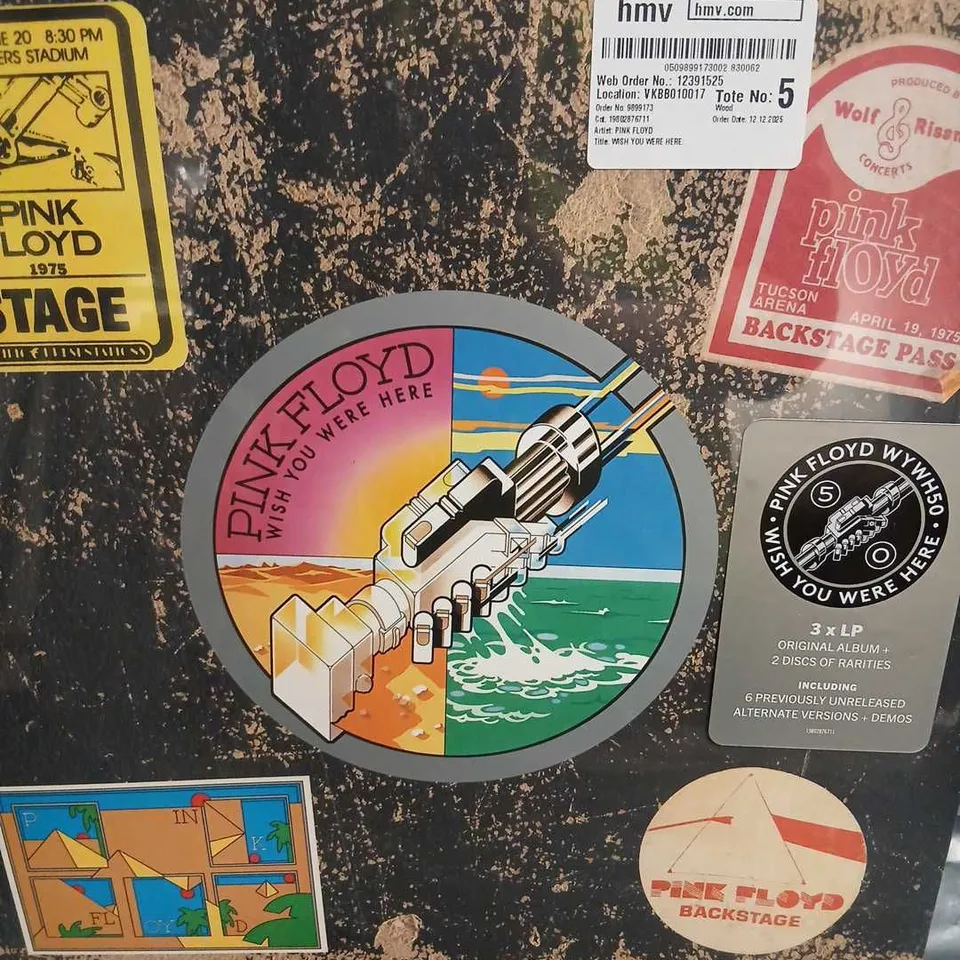 hmv
hmv.com
0509899173002 830062
Web Order No.: 12391525
Location: VKBB010017
Tote No: 5
Order No: 9899173
Wood
Cat: 19802876711
Order Date: 12.12.2025
Artist: PINK FLOYD
Title: WISH YOU WERE HERE
E 20 8:30 PM
ERS STADIUM
PINK
LOYD
1975
STAGE
PRESENTATIONS
PRODUCED B
Wolf Rissm
CONCERTS
pink
floyd
TUCSON
ARENA
APRIL 19, 1975
BACKSTAGE PASS
PINK FLOYD
WISH YOU WERE HERE
PINK FLOYD WYWH50
WISH YOU WERE HERE
5 0
3 x LP
ORIGINAL ALBUM +
2 DISCS OF RARITIES
INCLUDING
6 PREVIOUSLY UNRELEASED
ALTERNATE VERSIONS + DEMOS
19802876711
P IN K
FL OY D
PINK FLOYD
BACKSTAGE